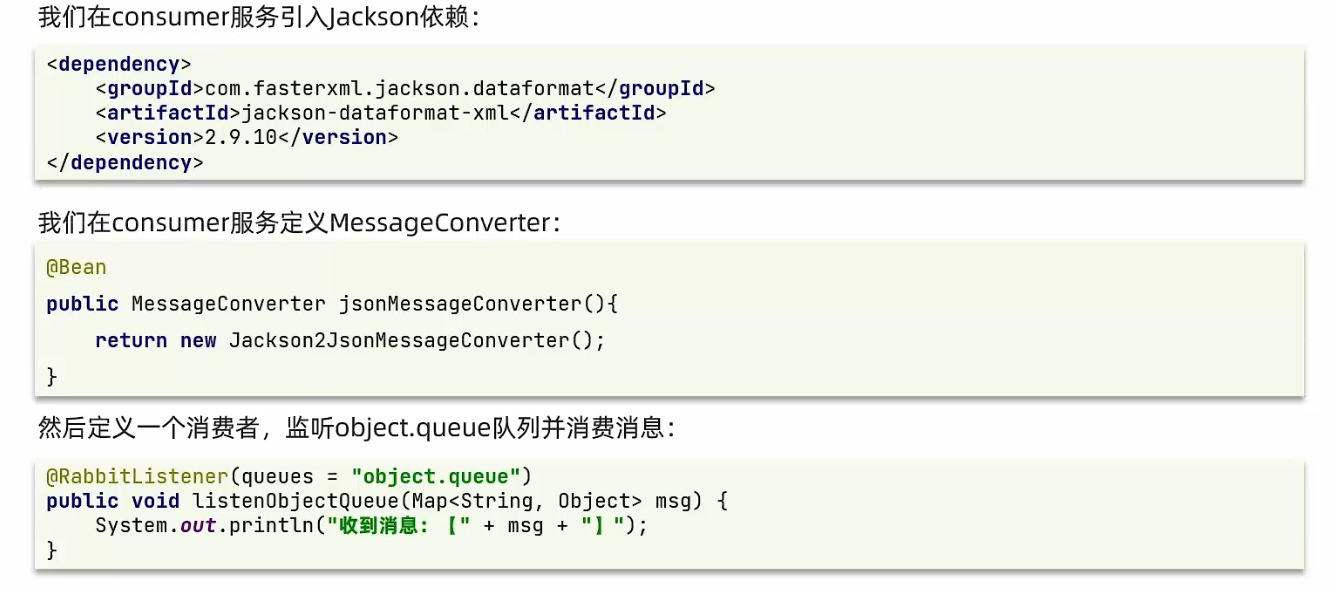 我们在consumer服务引入Jackson依赖：
<dependency>
    <groupId>com.fasterxml.jackson.dataformat</groupId>
    <artifactId>jackson-dataformat-xml</artifactId>
    <version>2.9.10</version>
</dependency>
我们在consumer服务定义MessageConverter：
@Bean
public MessageConverter jsonMessageConverter(){
    return new Jackson2JsonMessageConverter();
}
然后定义一个消费者，监听object.queue队列并消费消息：
@RabbitListener(queues = "object.queue")
public void listenObjectQueue(Map<String, Object> msg) {
    System.out.println("收到消息：【" + msg + "】");
}